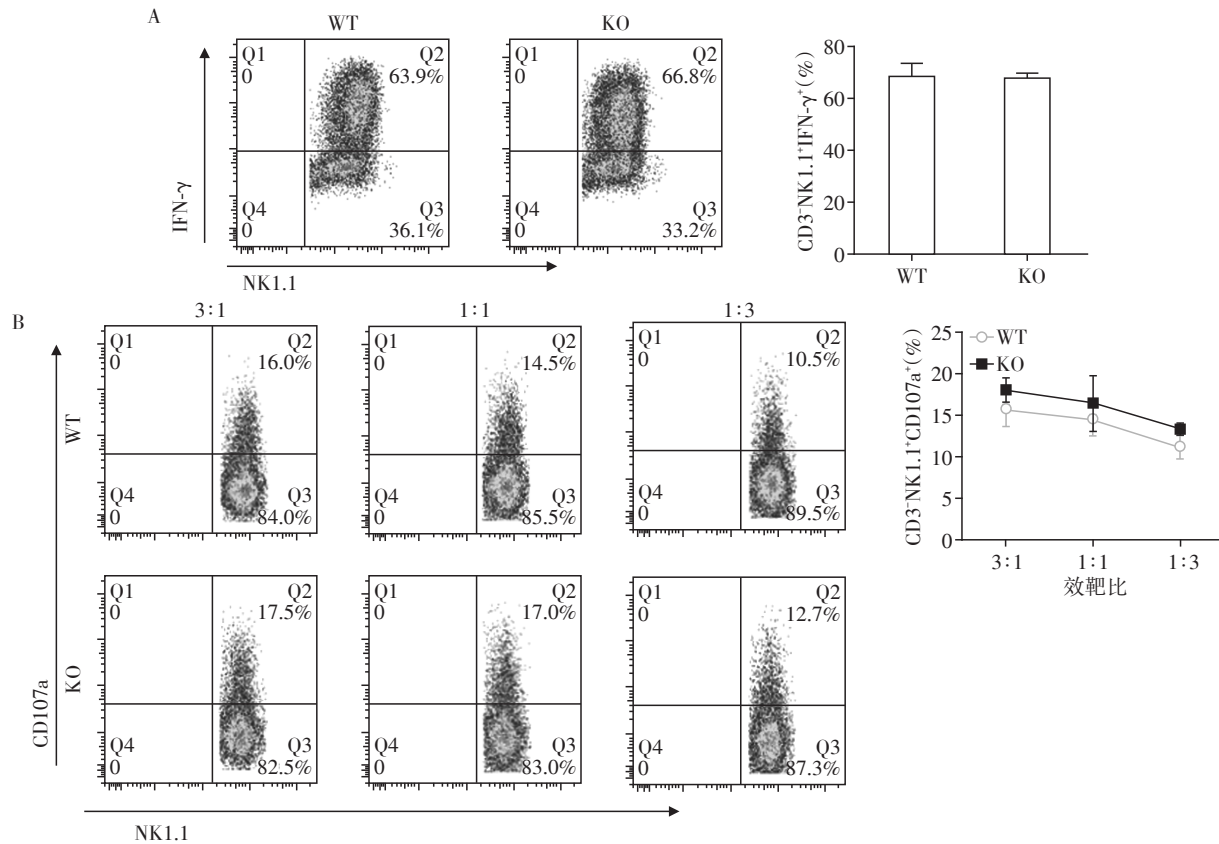 A
WT
KO
Q1
0
Q2
63.9%
Q4
0
Q3
36.1%
Q1
0
Q2
66.8%
Q4
0
Q3
33.2%
IFN-γ
NK1.1
CD3⁻NK1.1⁺IFN-γ⁺(%)
80
60
40
20
0
WT
KO
B
3∶1
1∶1
1∶3
WT
Q1
0
Q2
16.0%
Q4
0
Q3
84.0%
Q1
0
Q2
14.5%
Q4
0
Q3
85.5%
Q1
0
Q2
10.5%
Q4
0
Q3
89.5%
KO
Q1
0
Q2
17.5%
Q4
0
Q3
82.5%
Q1
0
Q2
17.0%
Q4
0
Q3
83.0%
Q1
0
Q2
12.7%
Q4
0
Q3
87.3%
CD107a
NK1.1
CD3⁻NK1.1⁺CD107a⁺(%)
25
20
15
10
5
0
WT
KO
3∶1
1∶1
1∶3
效靶比